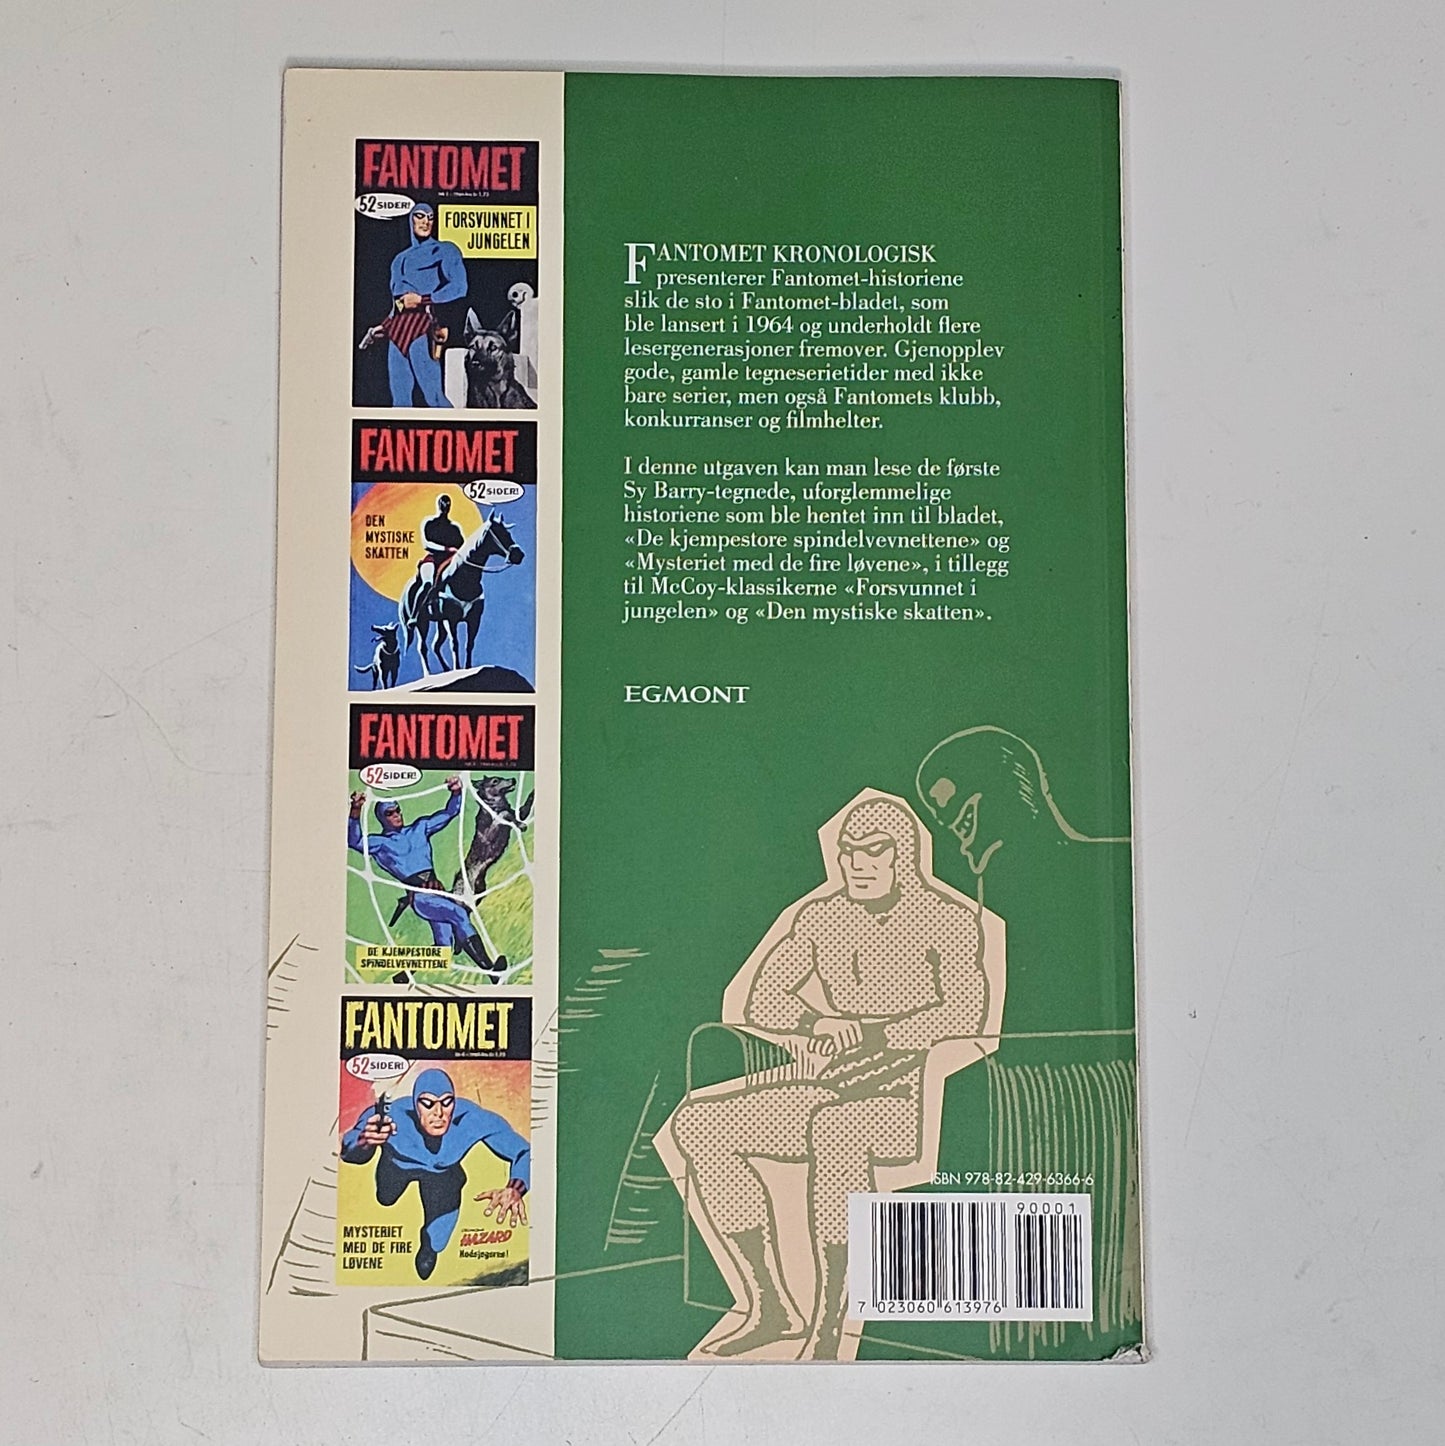 FANTOMET
52 SIDER!
FORSVUNNET I
JUNGELEN
FANTOMET
52 SIDER!
DEN
MYSTISKE
SKATTEN
FANTOMET
52 SIDER!
DE KJEMPESTORE
SPINDELVEVNETTENE
FANTOMET
52 SIDER!
MYSTERIET
MED DE FIRE
LØVENE
HAZARD
FANTOMET KRONOLOGISK
presenterer Fantomet-historiene
slik de sto i Fantomet-bladet, som
ble lansert i 1964 og underholdt flere
lesergenerasjoner fremover. Gjenopplev
gode, gamle tegneserietider med ikke
bare serier, men også Fantomets klubb,
konkurranser og filmhelter.
I denne utgaven kan man lese de første
Sy Barry-tegnede, uforglemmelige
historiene som ble hentet inn til bladet,
«De kjempestore spindelvevnettene» og
«Mysteriet med de fire løvene», i tillegg
til McCoy-klassikerne «Forsvunnet i
jungelen» og «Den mystiske skatten».
EGMONT
ISBN 978-82-429-6366-6
90001
7 023060 613976